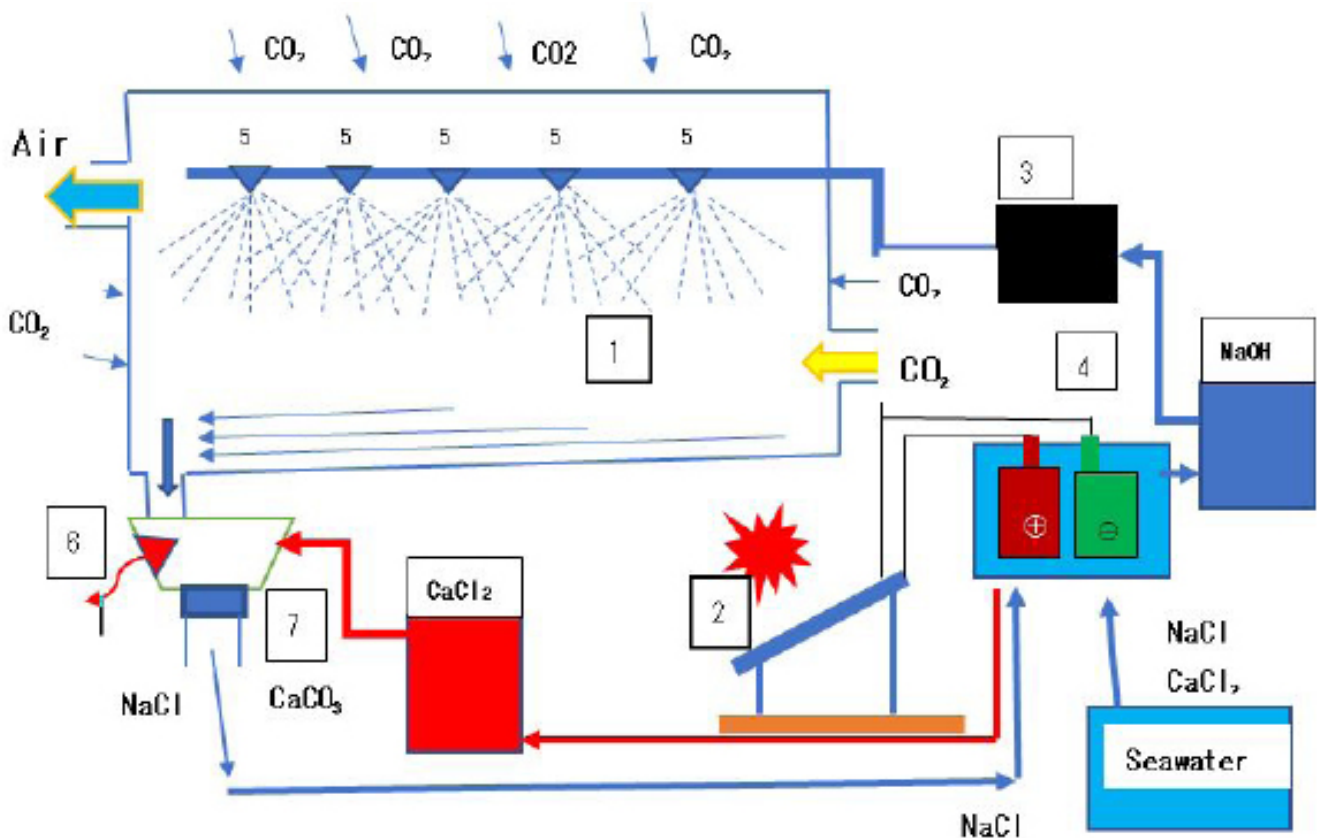 CO₂ CO₂ CO2 CO₂
5 5 5 5 5
Air
3
CO₂
CO₂
1
CO₂
4
NaOH
6
⊕ ⊖
CaCl₂
2
7
NaCl
CaCO₃
NaCl
CaCl₂
Seawater
NaCl